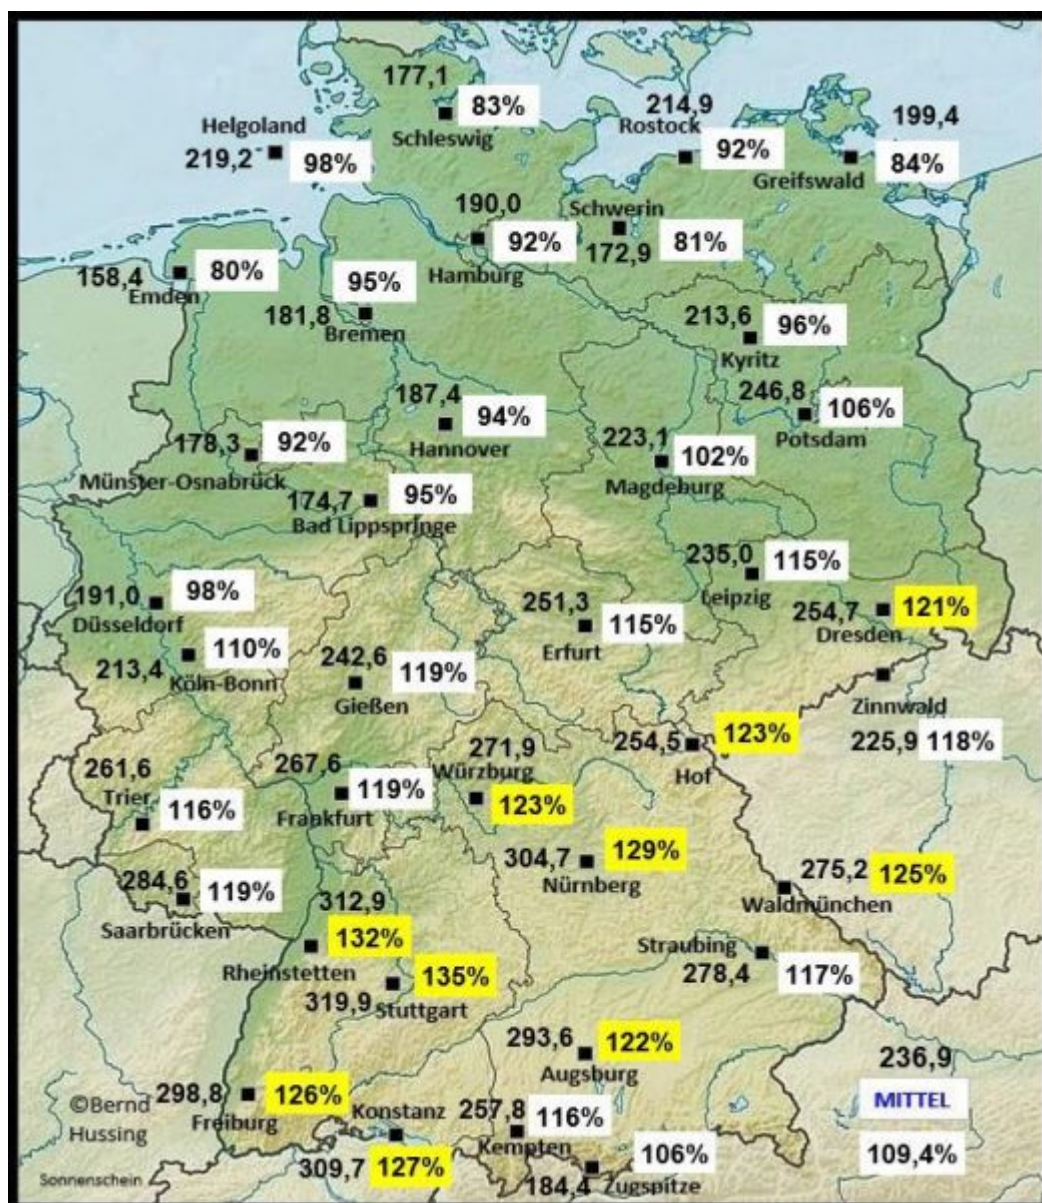 177,1
83%
Schleswig
Helgoland
219,2
98%
214,9
Rostock
92%
199,4
Greifswald
84%
190,0
92%
Hamburg
Schwerin
172,9
81%
158,4
80%
Emden
95%
181,8
Bremen
213,6
96%
Kyritz
246,8
106%
Potsdam
187,4
94%
Hannover
178,3
92%
Münster-Osnabrück
223,1
102%
Magdeburg
174,7
95%
Bad Lippspringe
235,0
115%
Leipzig
191,0
98%
Düsseldorf
251,3
115%
Erfurt
254,7
121%
Dresden
110%
213,4
Köln-Bonn
242,6
119%
Gießen
Zinnwald
225,9 118%
254,5
123%
Hof
261,6
Trier
116%
267,6
119%
Frankfurt
271,9
Würzburg
123%
304,7
129%
Nürnberg
275,2
125%
Waldmünchen
284,6
119%
Saarbrücken
312,9
132%
Rheinstetten
135%
319,9
Stuttgart
Straubing
278,4
117%
293,6
122%
Augsburg
236,9
MITTEL
109,4%
298,8
126%
Freiburg
©Bernd
Hussing
Konstanz
309,7
127%
257,8
116%
Kempten
106%
184,4
Zugspitze
Sonnenschein